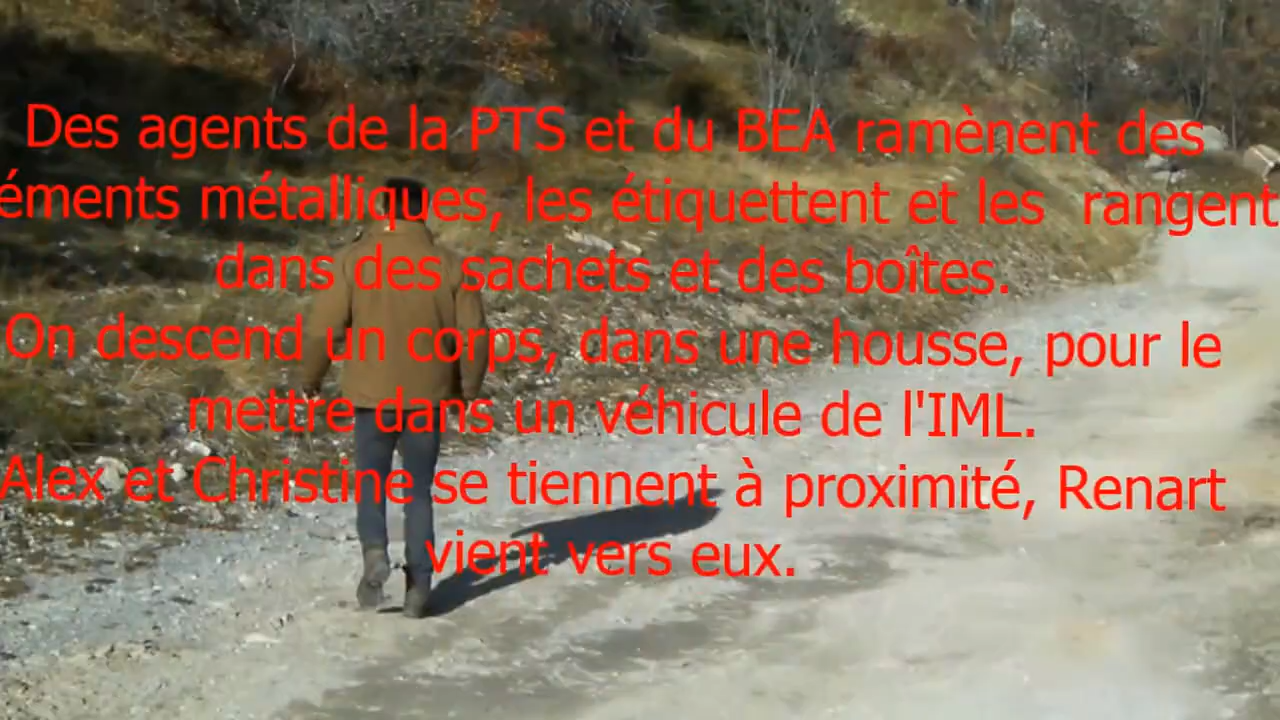 Des agents de la PTS et du BEA ramènent des
éments métalliques, les étiquettent et les rangent
dans des sachets et des boîtes.
On descend un corps, dans une housse, pour le
mettre dans un véhicule de l'IML.
Alex et Christine se tiennent à proximité, Renart
vient vers eux.